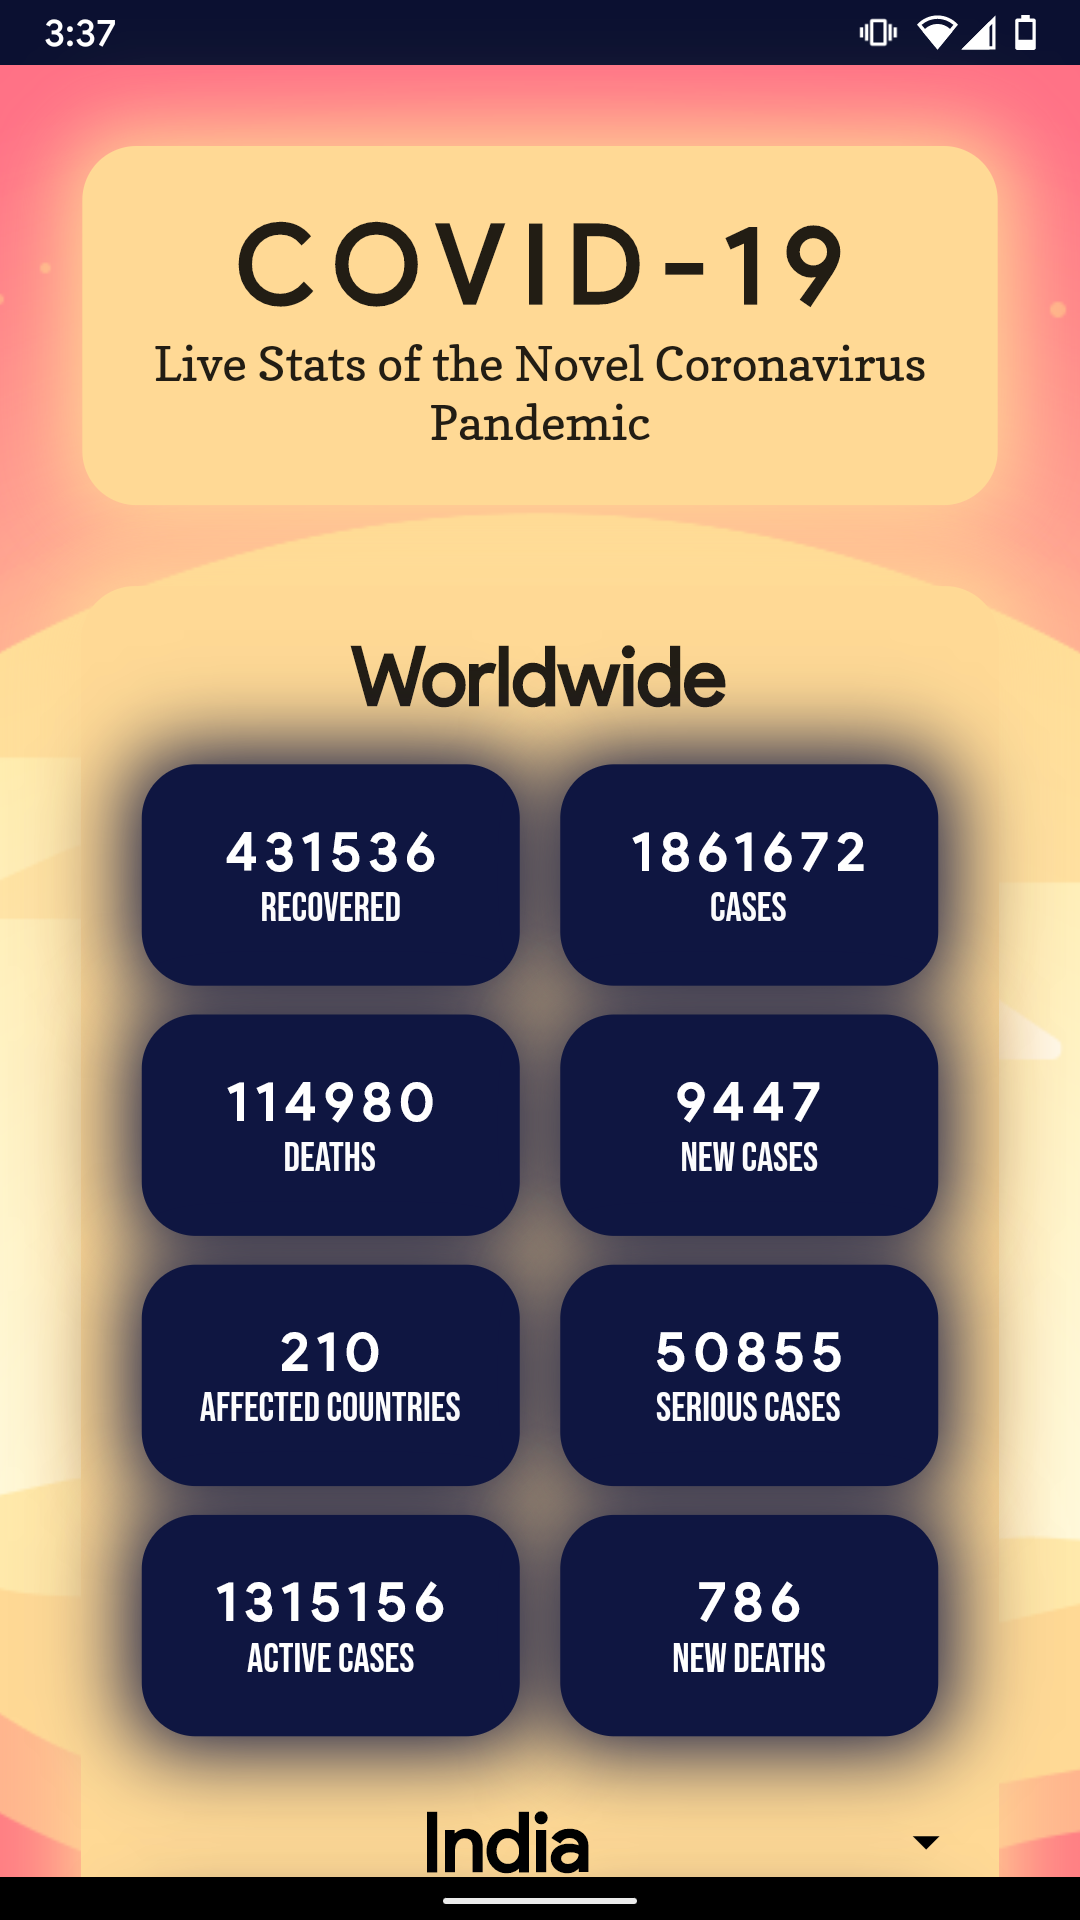 3:37
COVID-19
Live Stats of the Novel Coronavirus
Pandemic
Worldwide
431536
RECOVERED
1861672
CASES
114980
DEATHS
9447
NEW CASES
210
AFFECTED COUNTRIES
50855
SERIOUS CASES
1315156
ACTIVE CASES
786
NEW DEATHS
India